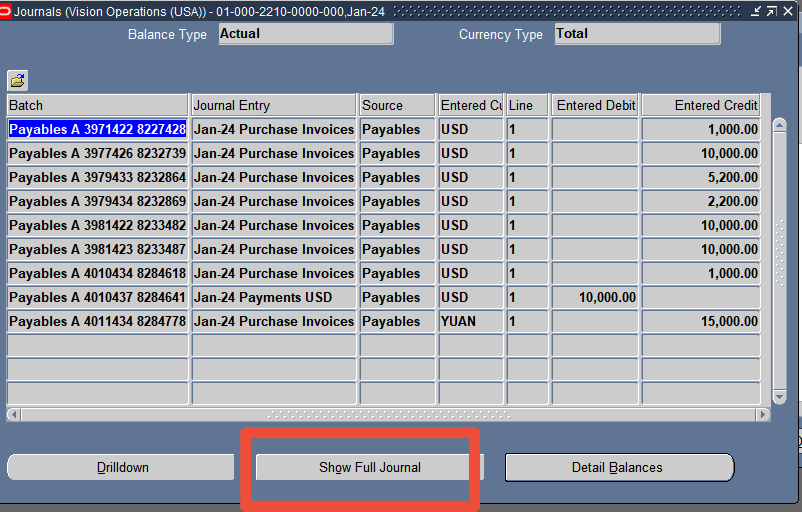 Journals (Vision Operations (USA)) - 01-000-2210-0000-000,Jan-24
Balance Type Actual Currency Type Total
Batch Journal Entry Source Entered Cu Line Entered Debit Entered Credit
Payables A 3971422 8227428 Jan-24 Purchase Invoices Payables USD 1 1,000.00
Payables A 3977426 8232739 Jan-24 Purchase Invoices Payables USD 1 10,000.00
Payables A 3979433 8232864 Jan-24 Purchase Invoices Payables USD 1 5,200.00
Payables A 3979434 8232869 Jan-24 Purchase Invoices Payables USD 1 2,200.00
Payables A 3981422 8233482 Jan-24 Purchase Invoices Payables USD 1 10,000.00
Payables A 3981423 8233487 Jan-24 Purchase Invoices Payables USD 1 10,000.00
Payables A 4010434 8284618 Jan-24 Purchase Invoices Payables USD 1 1,000.00
Payables A 4010437 8284641 Jan-24 Payments USD Payables USD 1 10,000.00
Payables A 4011434 8284778 Jan-24 Purchase Invoices Payables YUAN 1 15,000.00
Drilldown Show Full Journal Detail Balances